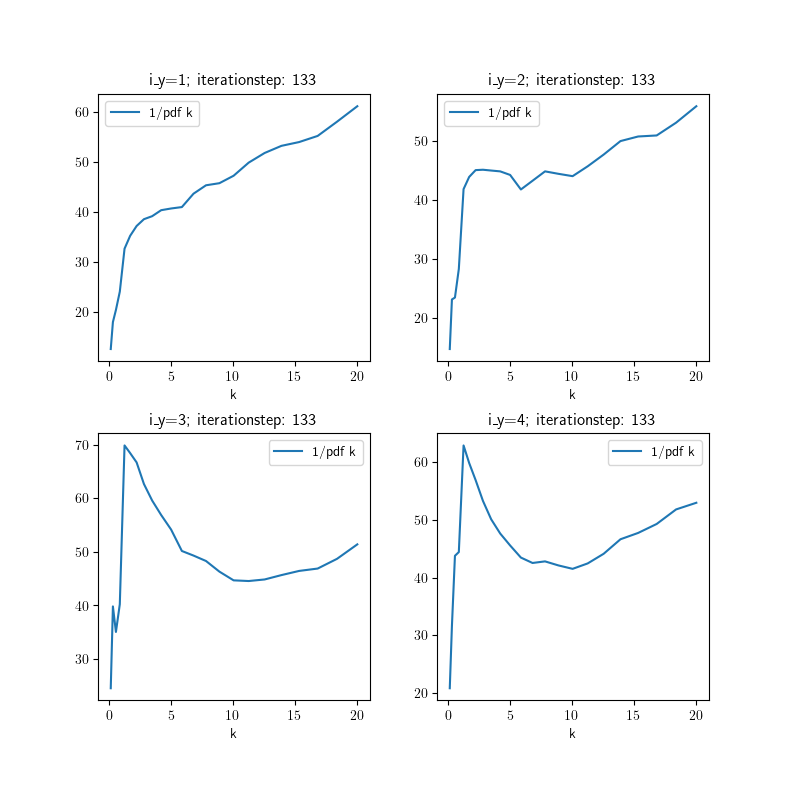 i_y=1; iterationstep: 133
1/pdf k
60
50
40
30
20
0 5 10 15 20
k
i_y=2; iterationstep: 133
1/pdf k
50
40
30
20
0 5 10 15 20
k
i_y=3; iterationstep: 133
1/pdf k
70
60
50
40
30
0 5 10 15 20
k
i_y=4; iterationstep: 133
1/pdf k
60
50
40
30
20
0 5 10 15 20
k